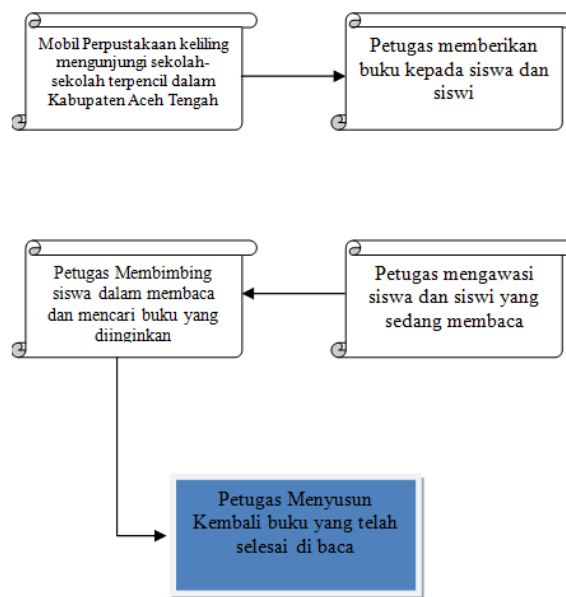 Mobil Perpustakaan keliling
mengunjungi sekolah-
sekolah terpencil dalam
Kabupaten Aceh Tengah
Petugas memberikan
buku kepada siswa dan
siswi
Petugas mengawasi
siswa dan siswi yang
sedang membaca
Petugas Membimbing
siswa dalam membaca
dan mencari buku yang
diinginkan
Petugas Menyusun
Kembali buku yang telah
selesai di baca